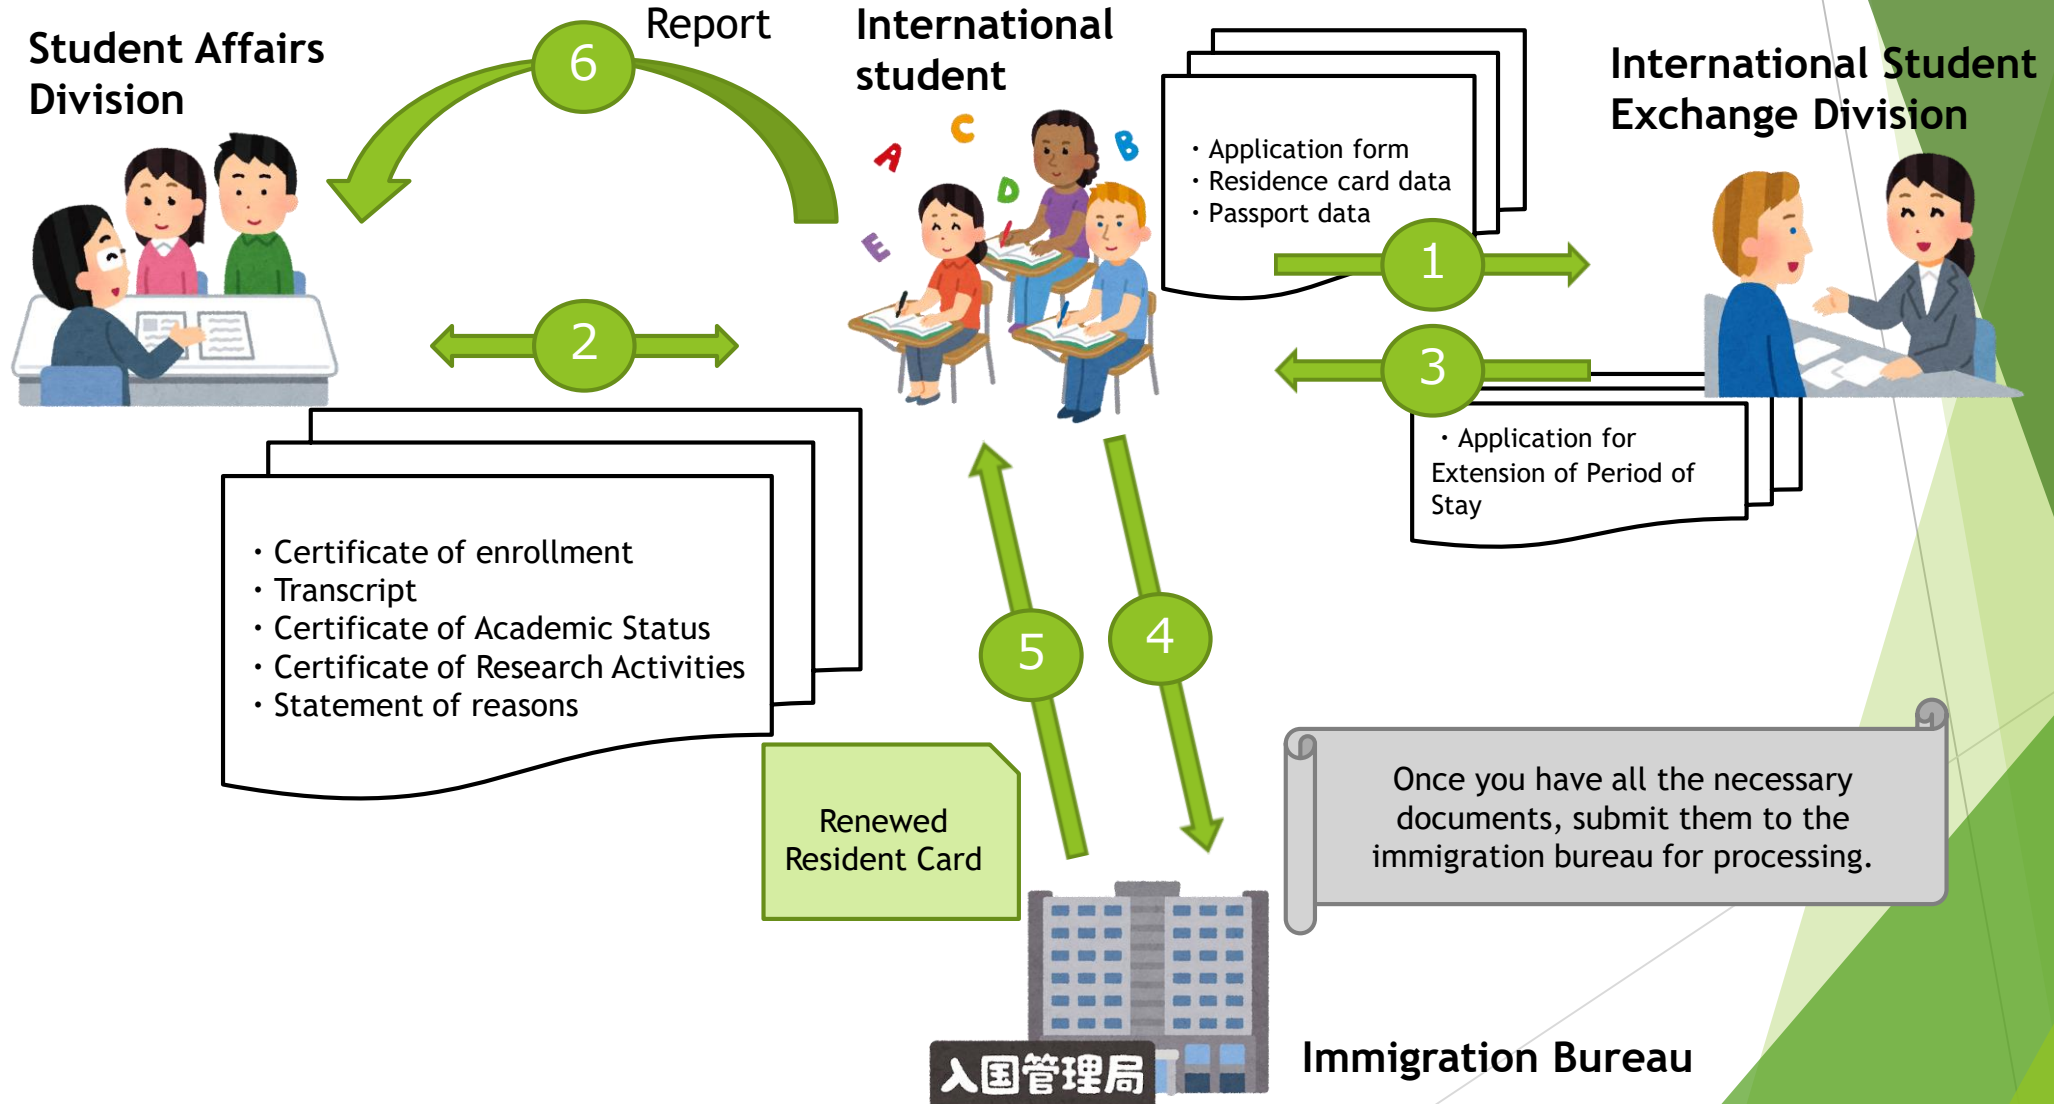 Student Affairs
Division
6
Report
International
student
A
C
B
D
E
・Application form
・Residence card data
・Passport data
1
International Student
Exchange Division
2
3
・Application for
Extension of Period of
Stay
・Certificate of enrollment
・Transcript
・Certificate of Academic Status
・Certificate of Research Activities
・Statement of reasons
5
4
Renewed
Resident Card
Once you have all the necessary
documents, submit them to the
immigration bureau for processing.
入国管理局
Immigration Bureau